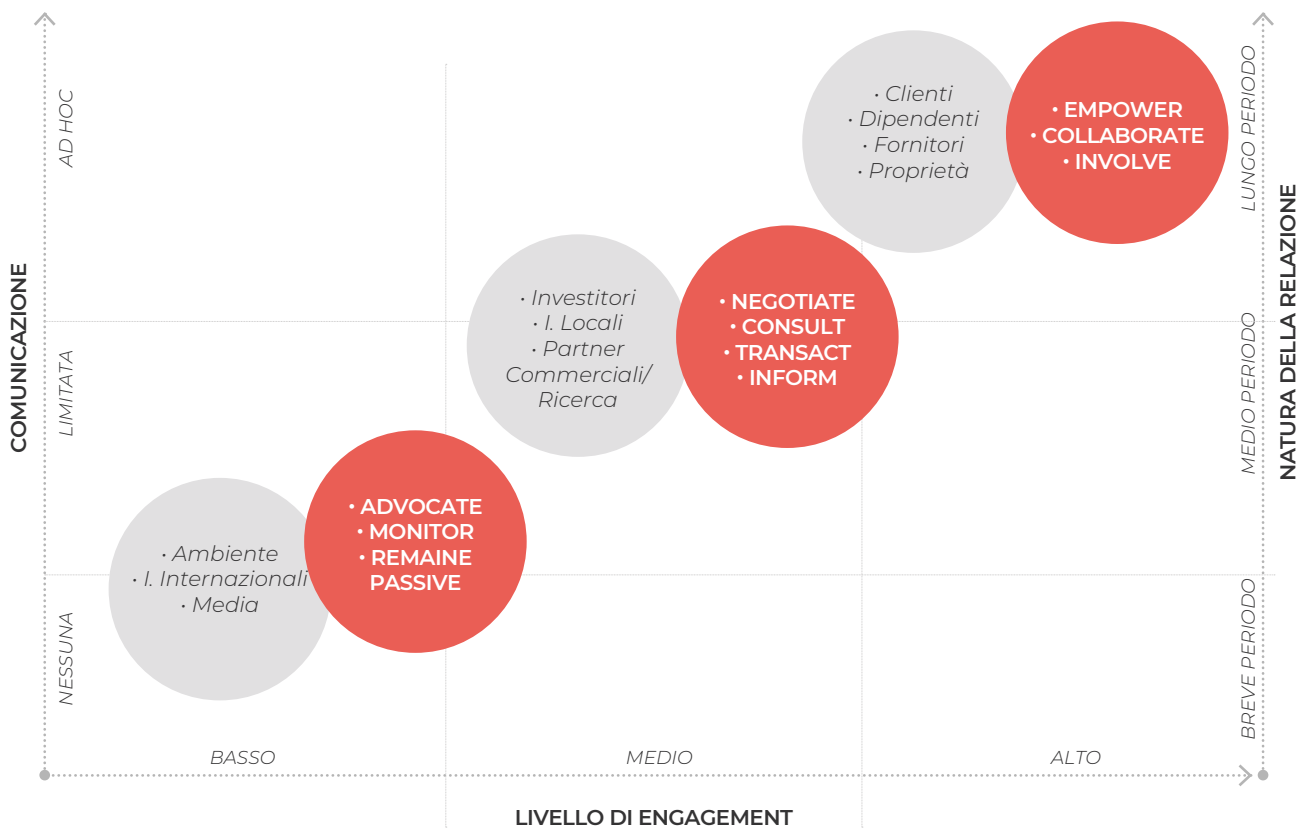 COMUNICAZIONE
AD HOC
LIMITATA
NESSUNA
• Clienti
• Dipendenti
• Fornitori
• Proprietà
• EMPOWER
• COLLABORATE
• INVOLVE
• Investitori
• I. Locali
• Partner
Commerciali/
Ricerca
• NEGOTIATE
• CONSULT
• TRANSACT
• INFORM
• Ambiente
• I. Internazionali
• Media
• ADVOCATE
• MONITOR
• REMAINE
PASSIVE
LUNGO PERIODO
MEDIO PERIODO
BREVE PERIODO
NATURA DELLA RELAZIONE
BASSO
MEDIO
ALTO
LIVELLO DI ENGAGEMENT